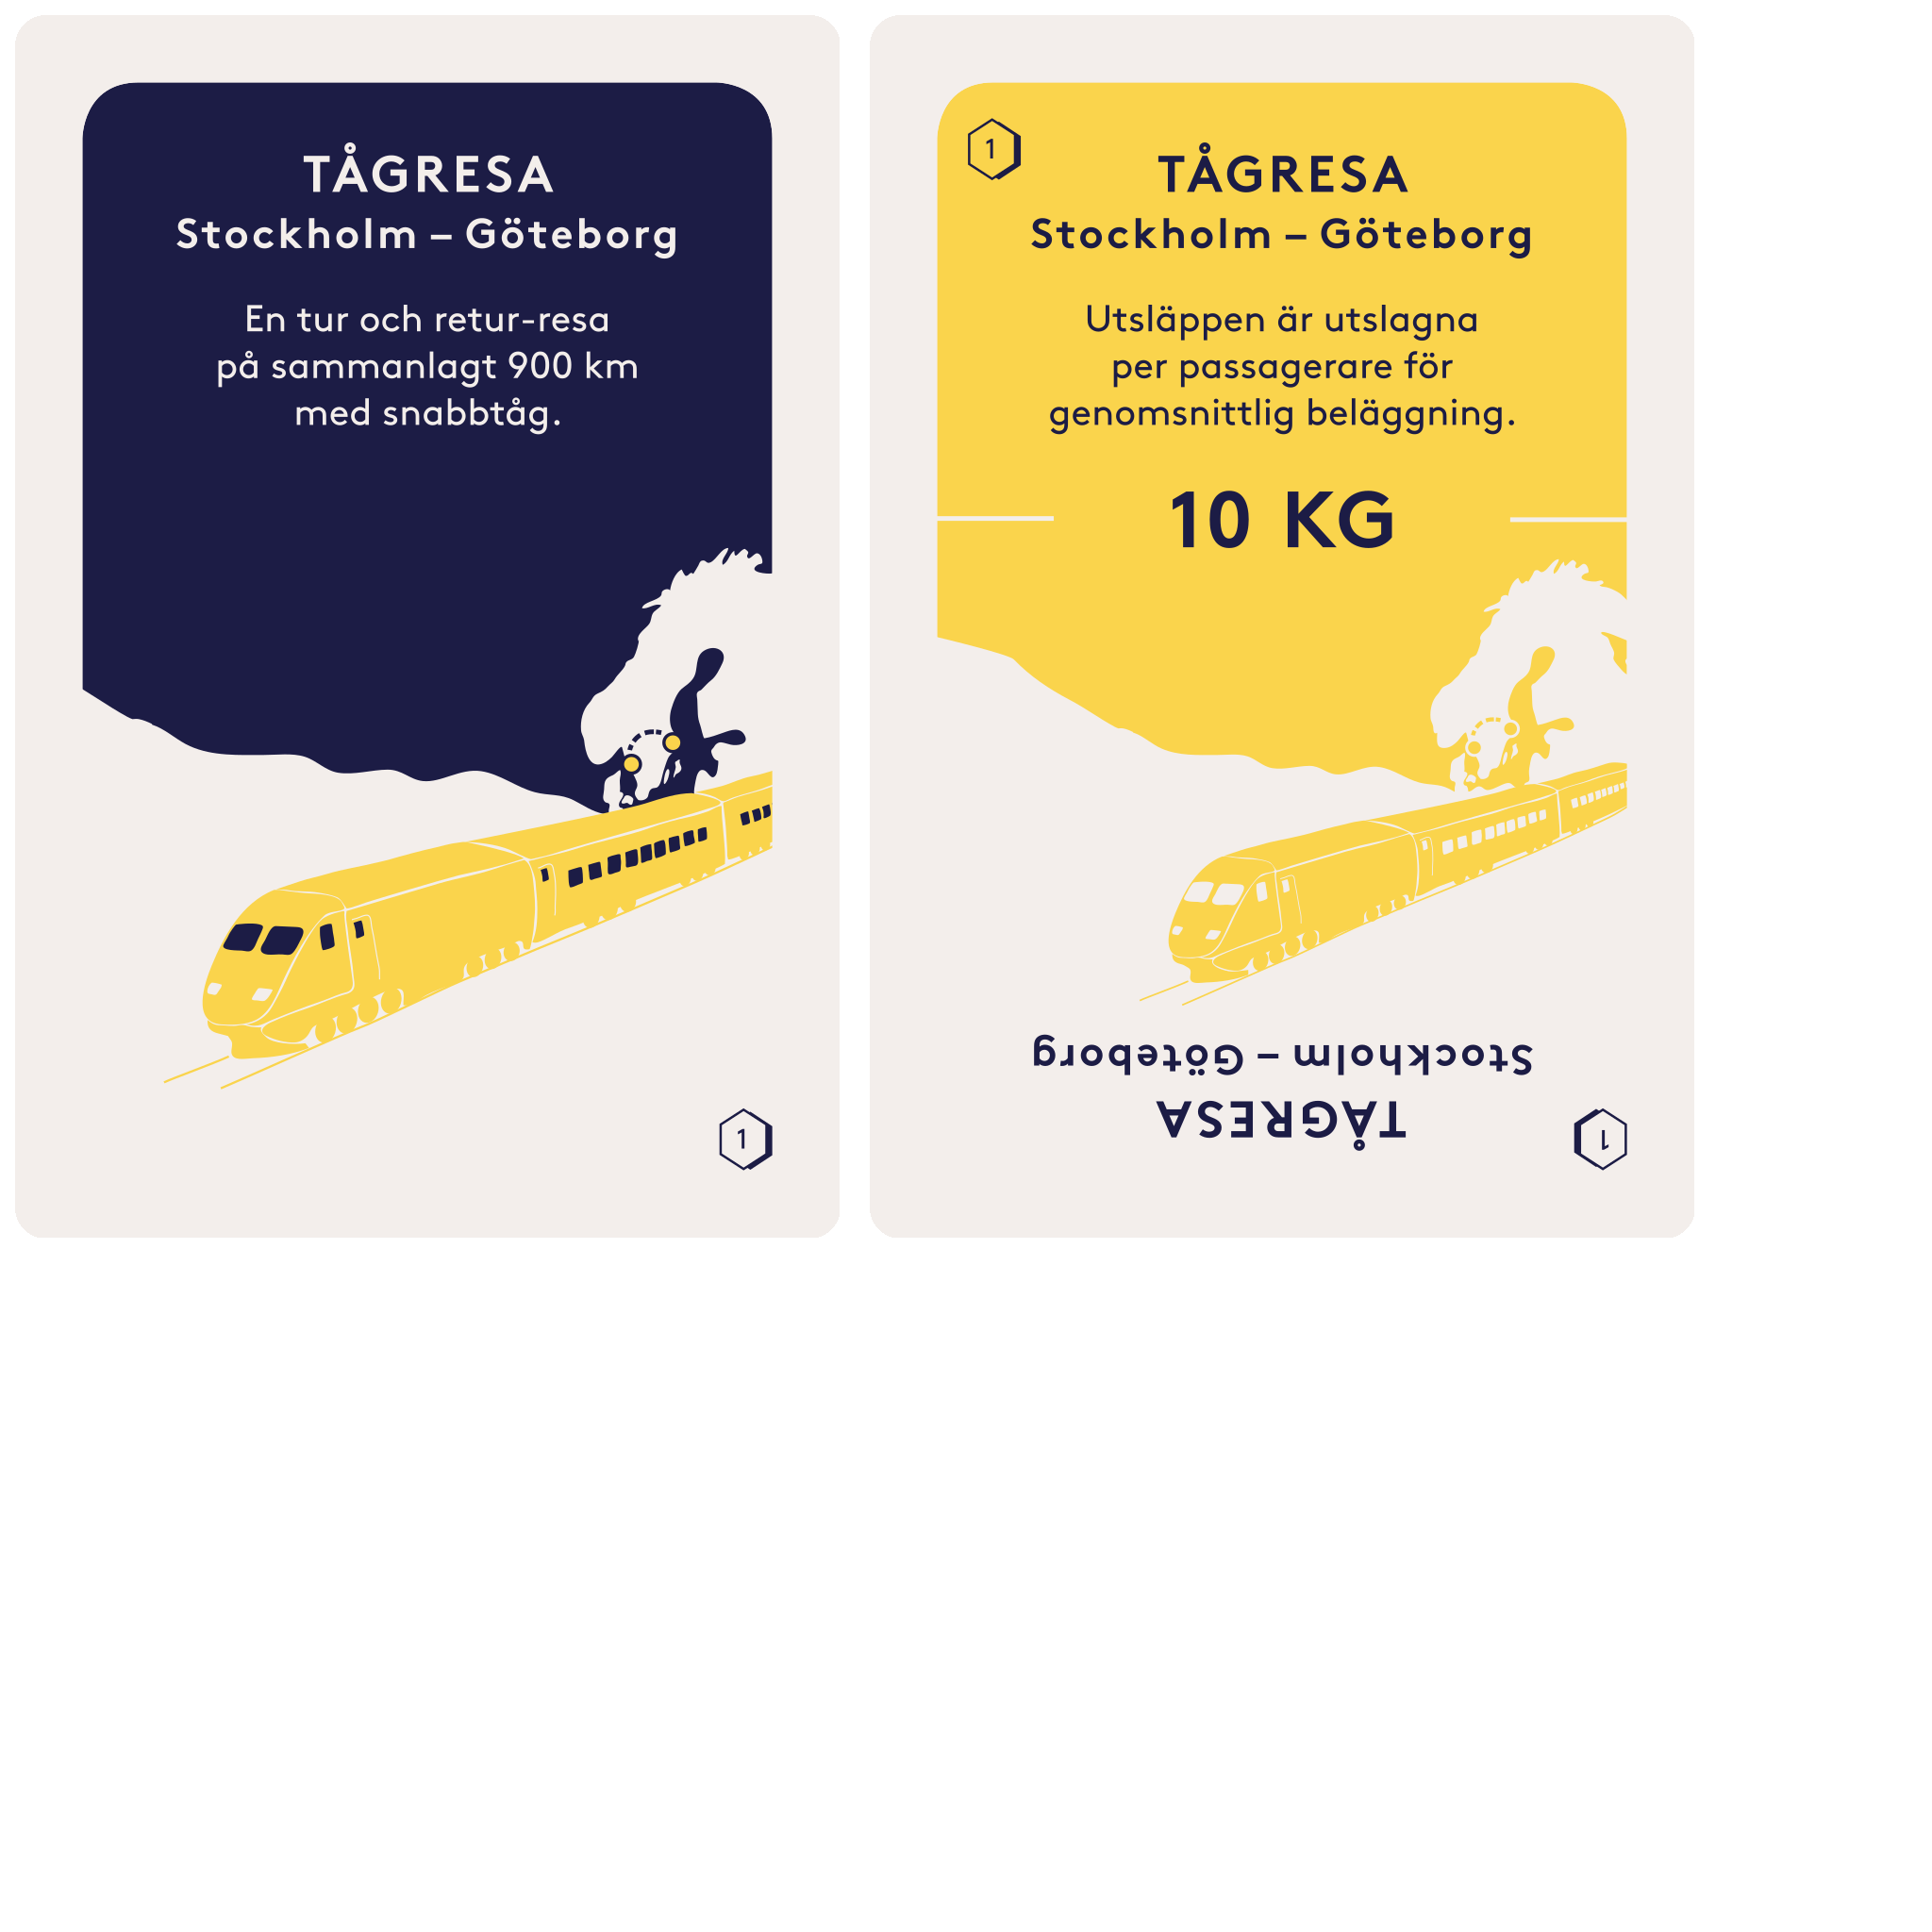 TÅGRESA
Stockholm – Göteborg
En tur och retur-resa
på sammanlagt 900 km
med snabbtåg.
1
1
TÅGRESA
Stockholm – Göteborg
Utsläppen är utslagna
per passagerare för
genomsnittlig beläggning.
10 KG
Stockholm – Göteborg
TÅGRESA
1